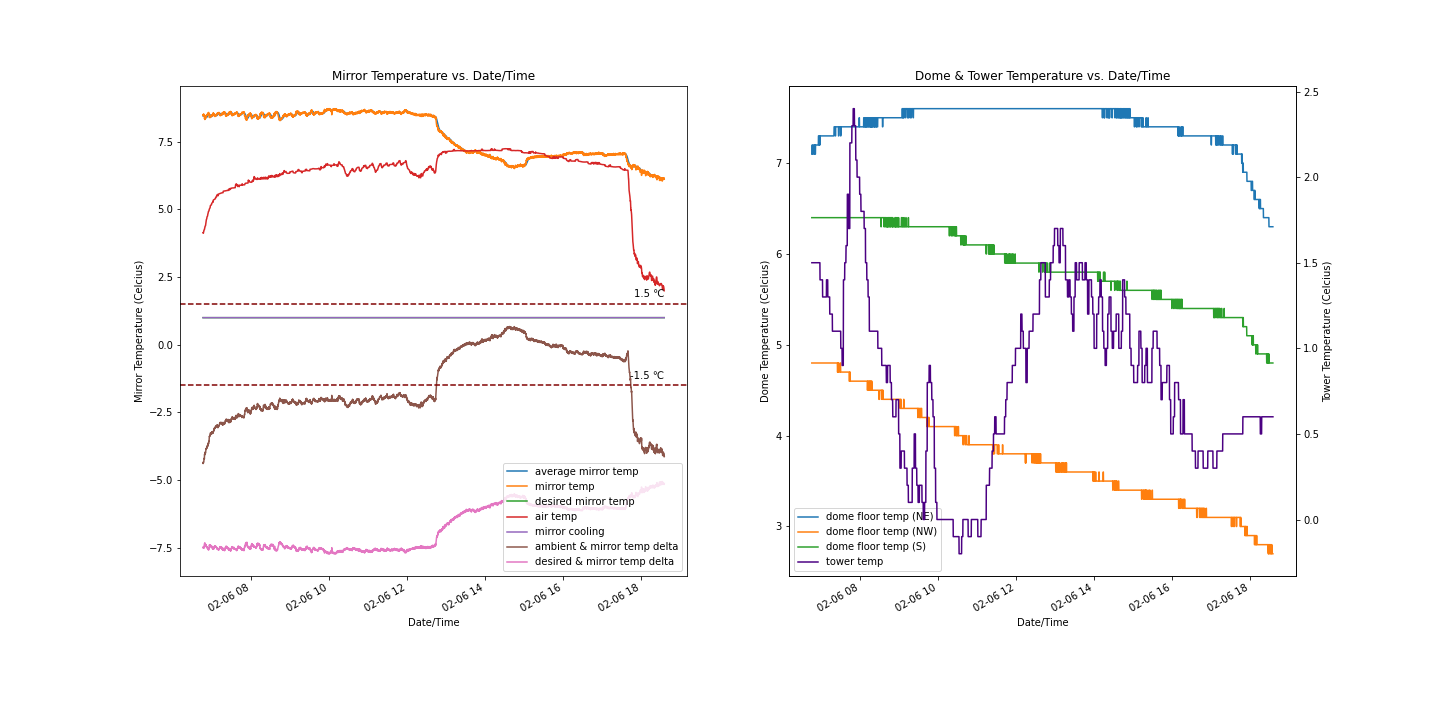 Mirror Temperature vs. Date/Time
Mirror Temperature (Celcius)
7.5
5.0
2.5
0.0
−2.5
−5.0
−7.5
1.5 °C
-1.5 °C
average mirror temp
mirror temp
desired mirror temp
air temp
mirror cooling
ambient & mirror temp delta
desired & mirror temp delta
02-06 08
02-06 10
02-06 12
02-06 14
02-06 16
02-06 18
Date/Time
Dome & Tower Temperature vs. Date/Time
Dome Temperature (Celcius)
7
6
5
4
3
dome floor temp (NE)
dome floor temp (NW)
dome floor temp (S)
tower temp
02-06 08
02-06 10
02-06 12
02-06 14
02-06 16
02-06 18
Date/Time
2.5
2.0
1.5
1.0
0.5
0.0
Tower Temperature (Celcius)